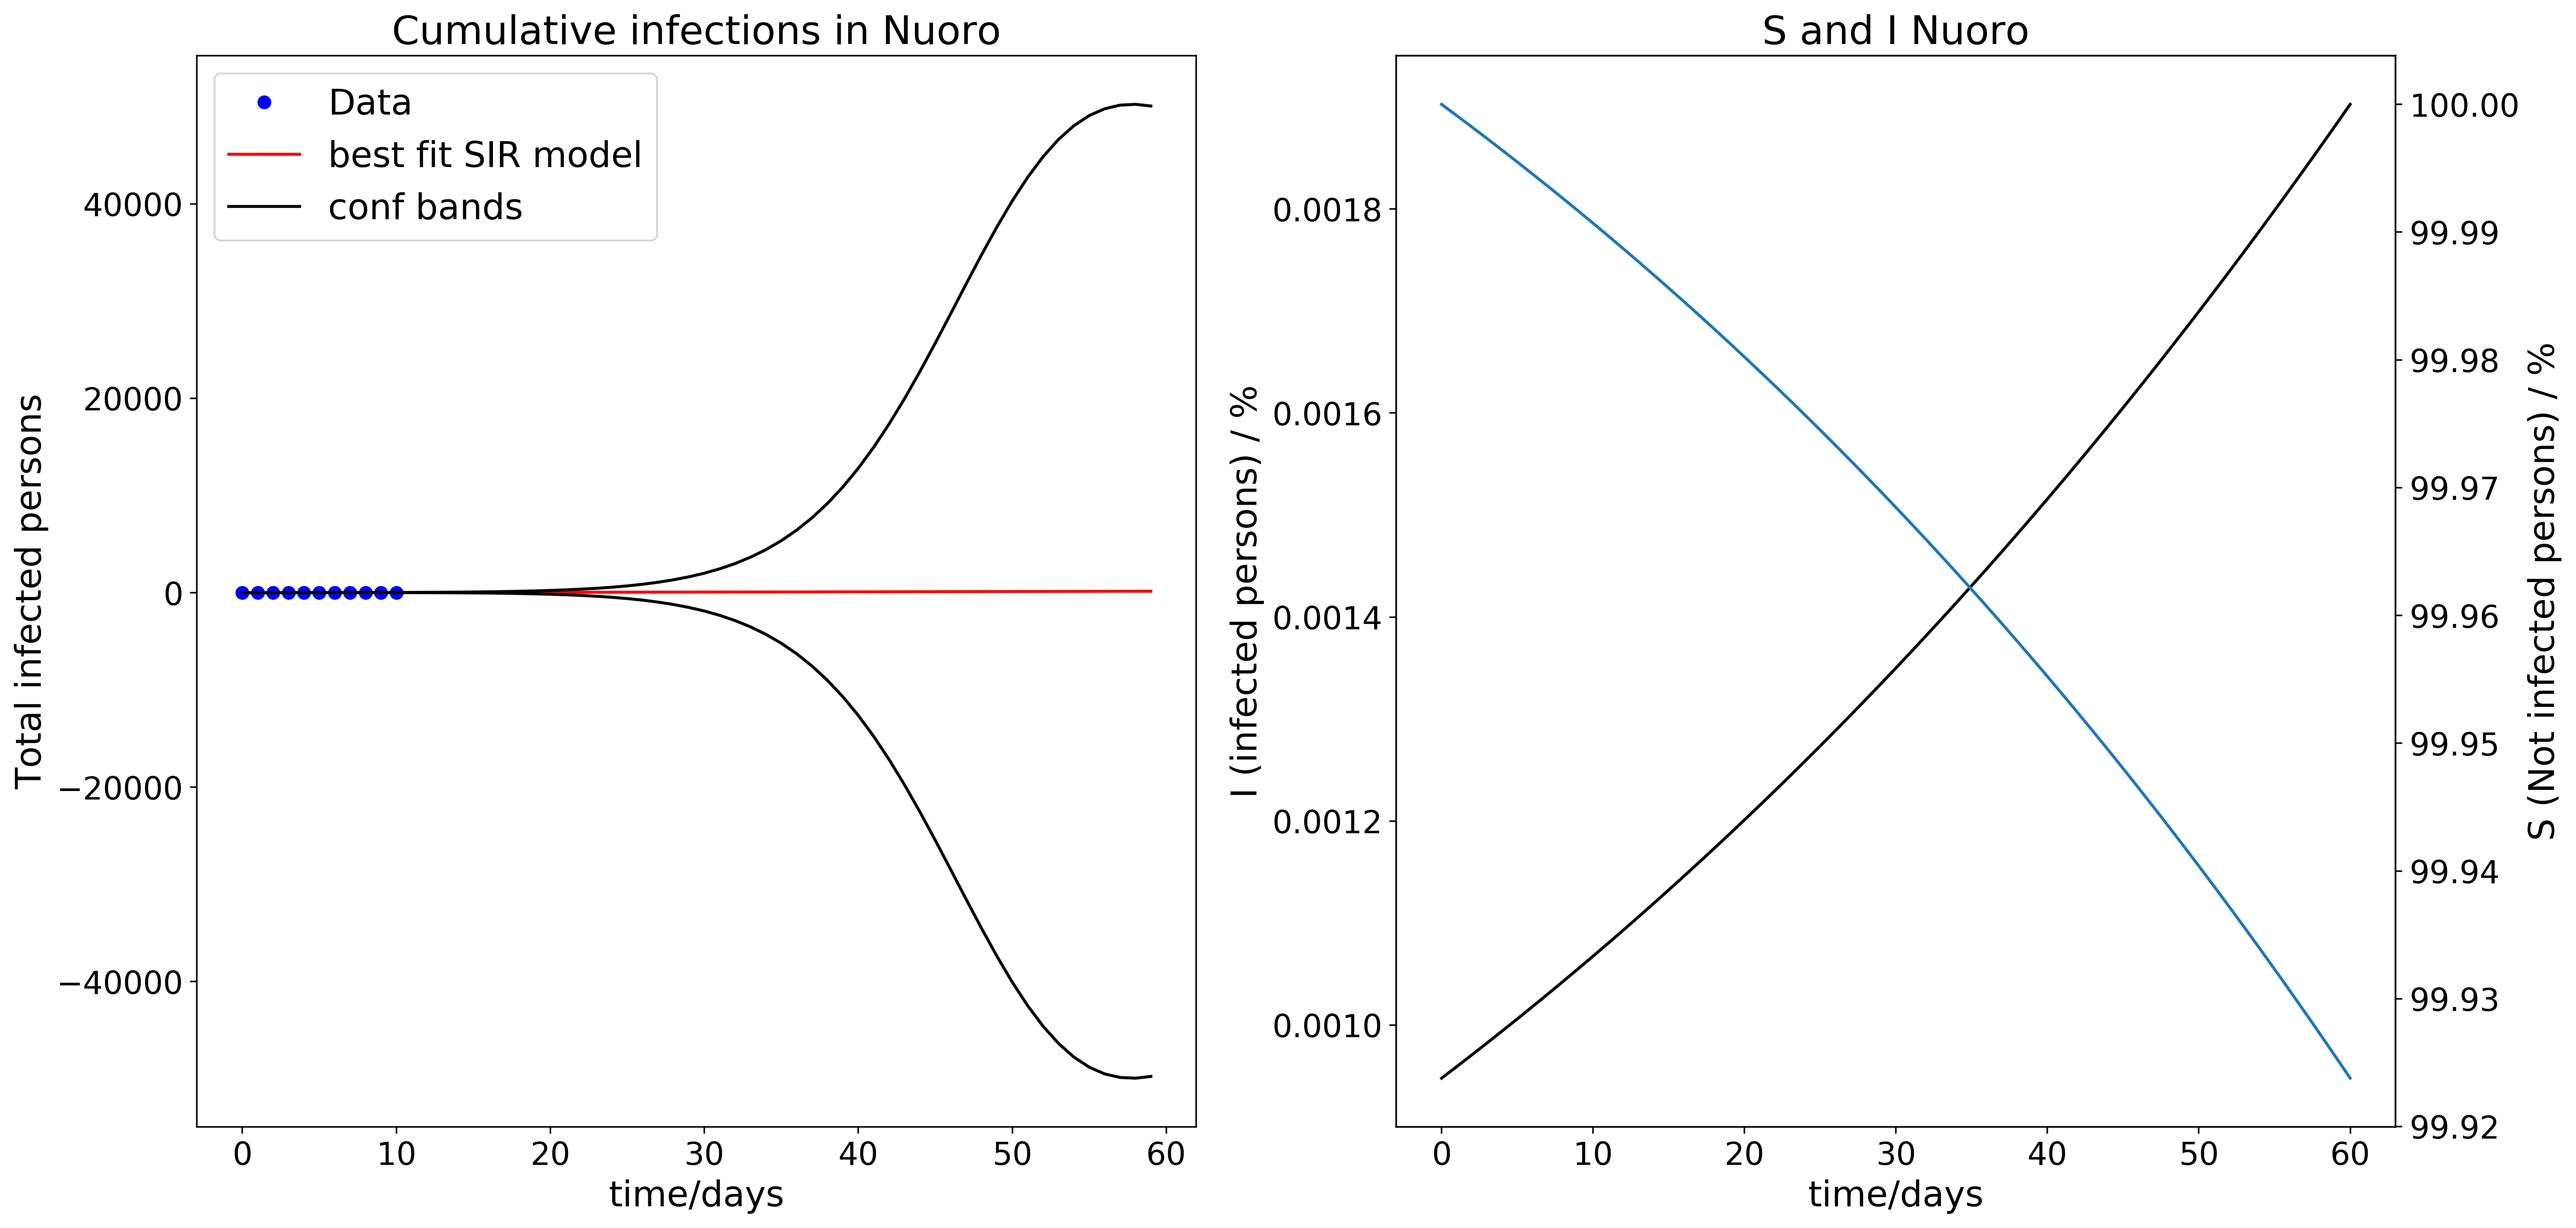 Cumulative infections in Nuoro
Data
best fit SIR model
conf bands
Total infected persons
40000
20000
0
−20000
−40000
0 10 20 30 40 50 60
time/days
S and I Nuoro
I (infected persons) / %
0.0018
0.0016
0.0014
0.0012
0.0010
0 10 20 30 40 50 60
time/days
100.00
99.99
99.98
99.97
99.96
99.95
99.94
99.93
99.92
S (Not infected persons) / %